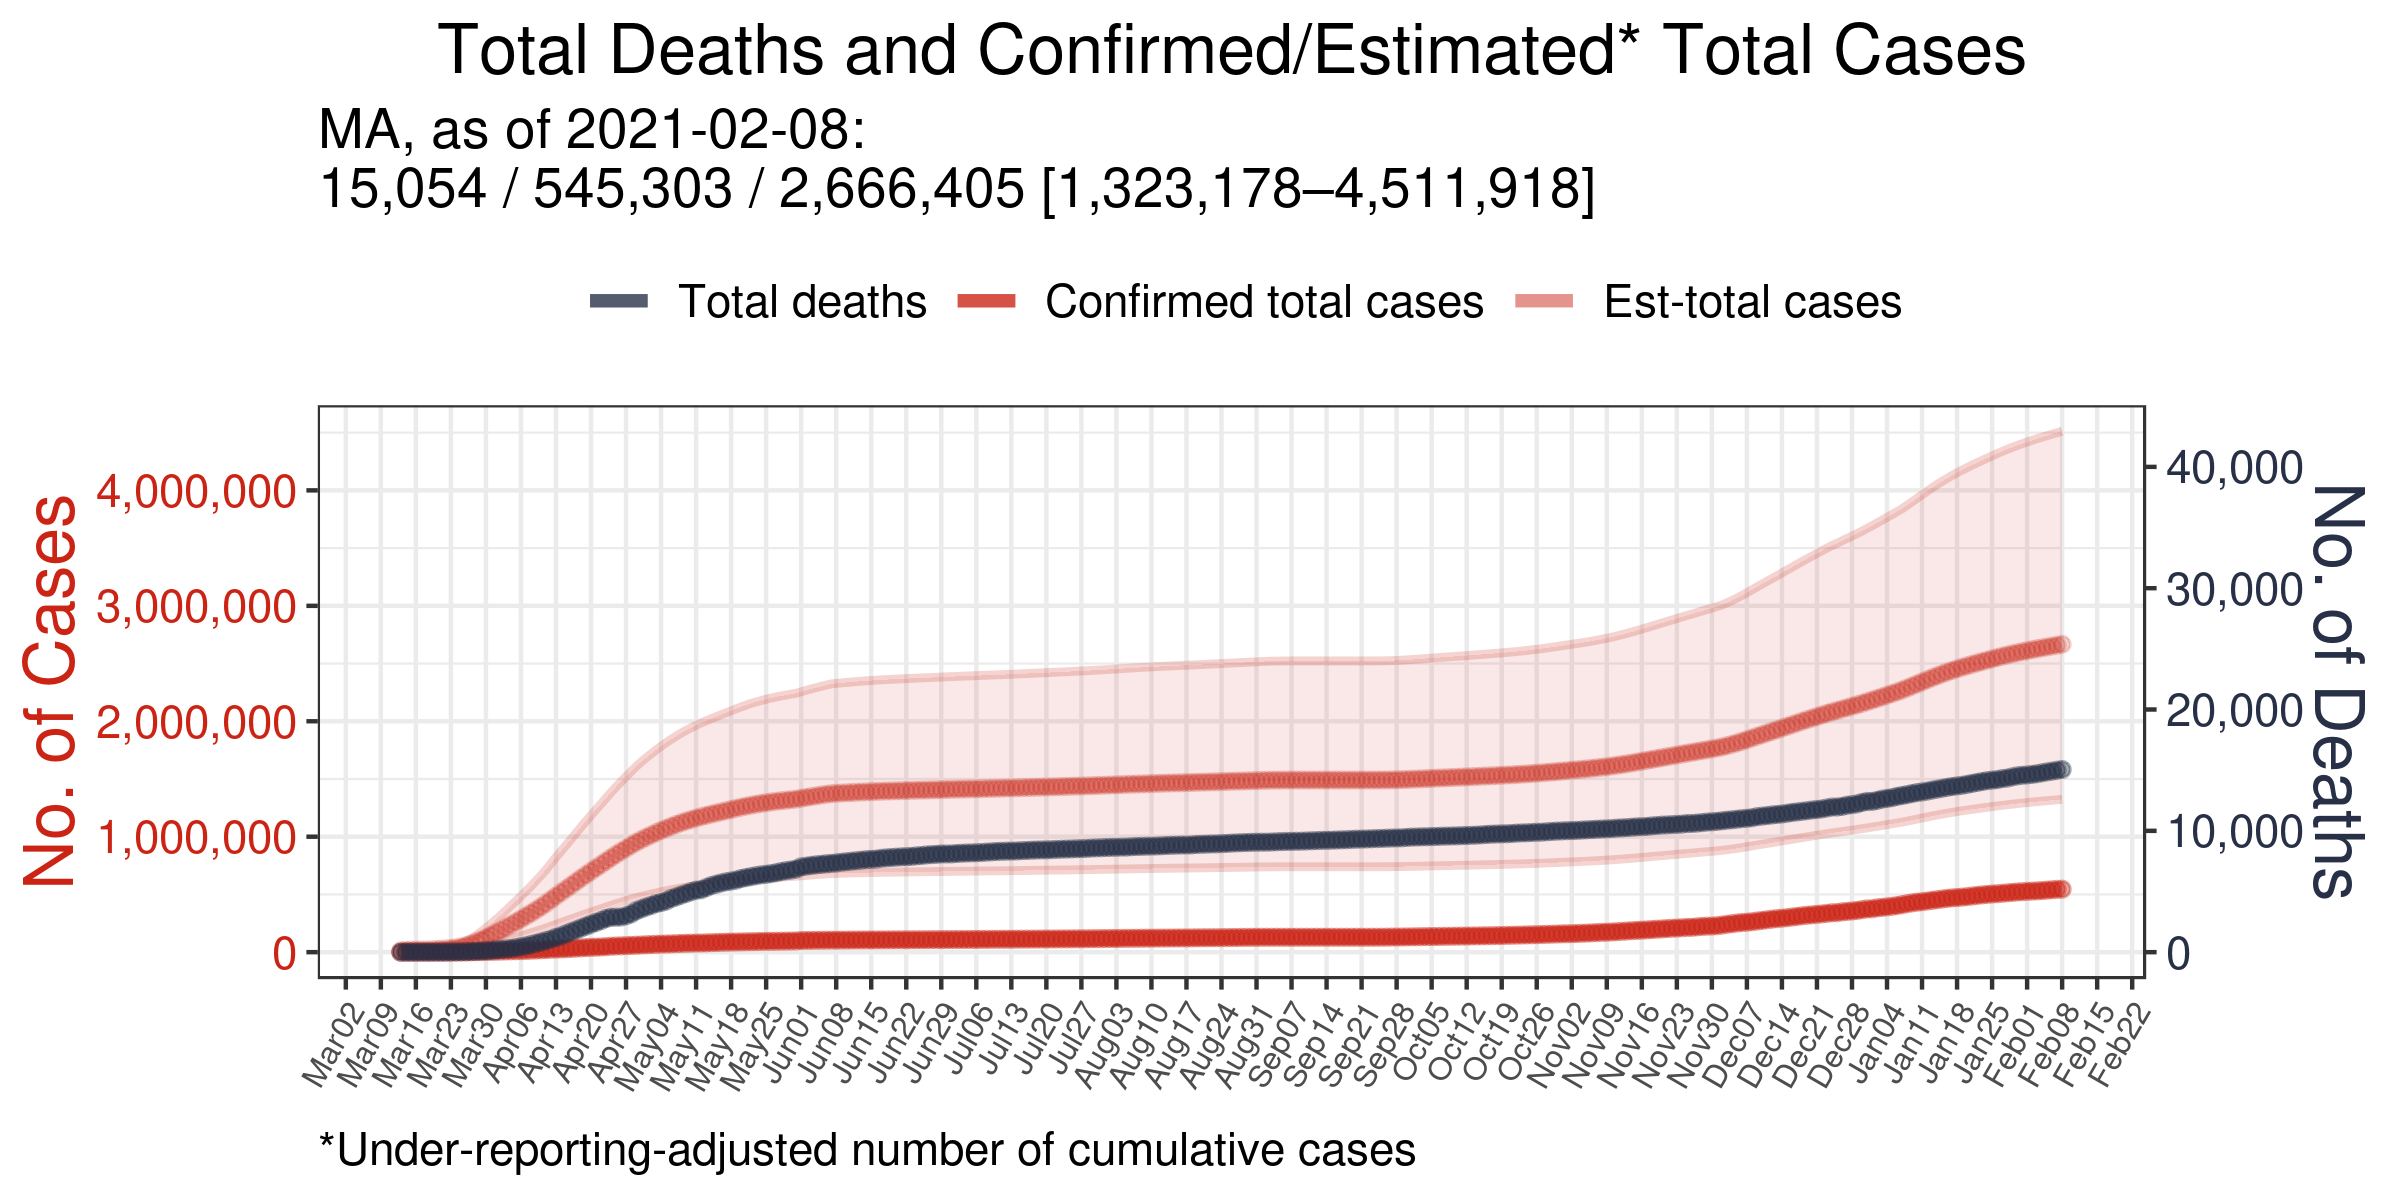 Total Deaths and Confirmed/Estimated* Total Cases
MA, as of 2021-02-08:
15,054 / 545,303 / 2,666,405 [1,323,178–4,511,918]
Total deaths
Confirmed total cases
Est-total cases
No. of Cases
4,000,000
3,000,000
2,000,000
1,000,000
0
40,000
30,000
20,000
10,000
0
No. of Deaths
Mar02
Mar09
Mar16
Mar23
Mar30
Apr06
Apr13
Apr20
Apr27
May04
May11
May18
May25
Jun01
Jun08
Jun15
Jun22
Jun29
Jul06
Jul13
Jul20
Jul27
Aug03
Aug10
Aug17
Aug24
Aug31
Sep07
Sep14
Sep21
Sep28
Oct05
Oct12
Oct19
Oct26
Nov02
Nov09
Nov16
Nov23
Nov30
Dec07
Dec14
Dec21
Dec28
Jan04
Jan11
Jan18
Jan25
Feb01
Feb08
Feb15
Feb22
*Under-reporting-adjusted number of cumulative cases